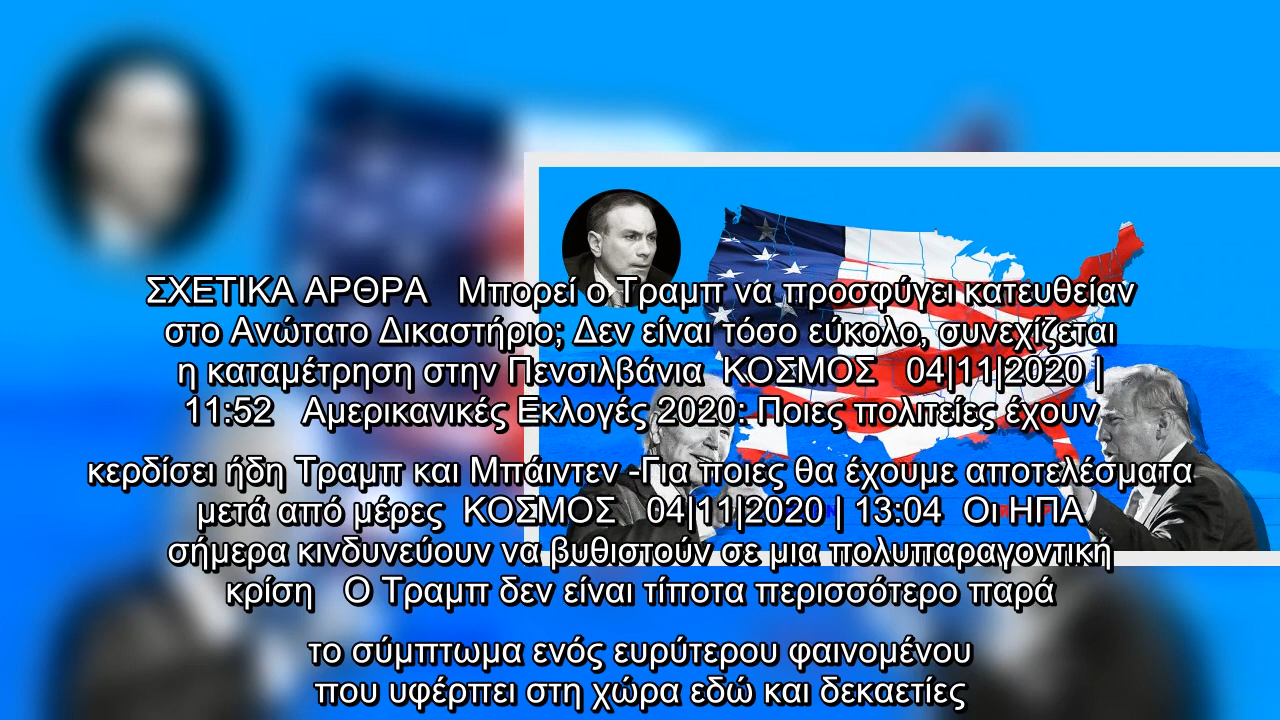 ΣΧΕΤΙΚΑ ΑΡΘΡΑ   Μπορεί ο Τραμπ να προσφύγει κατευθείαν
στο Ανώτατο Δικαστήριο; Δεν είναι τόσο εύκολο, συνεχίζεται
η καταμέτρηση στην Πενσιλβάνια  ΚΟΣΜΟΣ   04|11|2020 |
11:52   Αμερικανικές Εκλογές 2020: Ποιες πολιτείες έχουν
κερδίσει ήδη Τραμπ και Μπάιντεν -Για ποιες θα έχουμε αποτελέσματα
μετά από μέρες  ΚΟΣΜΟΣ   04|11|2020 | 13:04  Οι ΗΠΑ
σήμερα κινδυνεύουν να βυθιστούν σε μια πολυπαραγοντική
κρίση   Ο Τραμπ δεν είναι τίποτα περισσότερο παρά
το σύμπτωμα ενός ευρύτερου φαινομένου
που υφέρπει στη χώρα εδώ και δεκαετίες